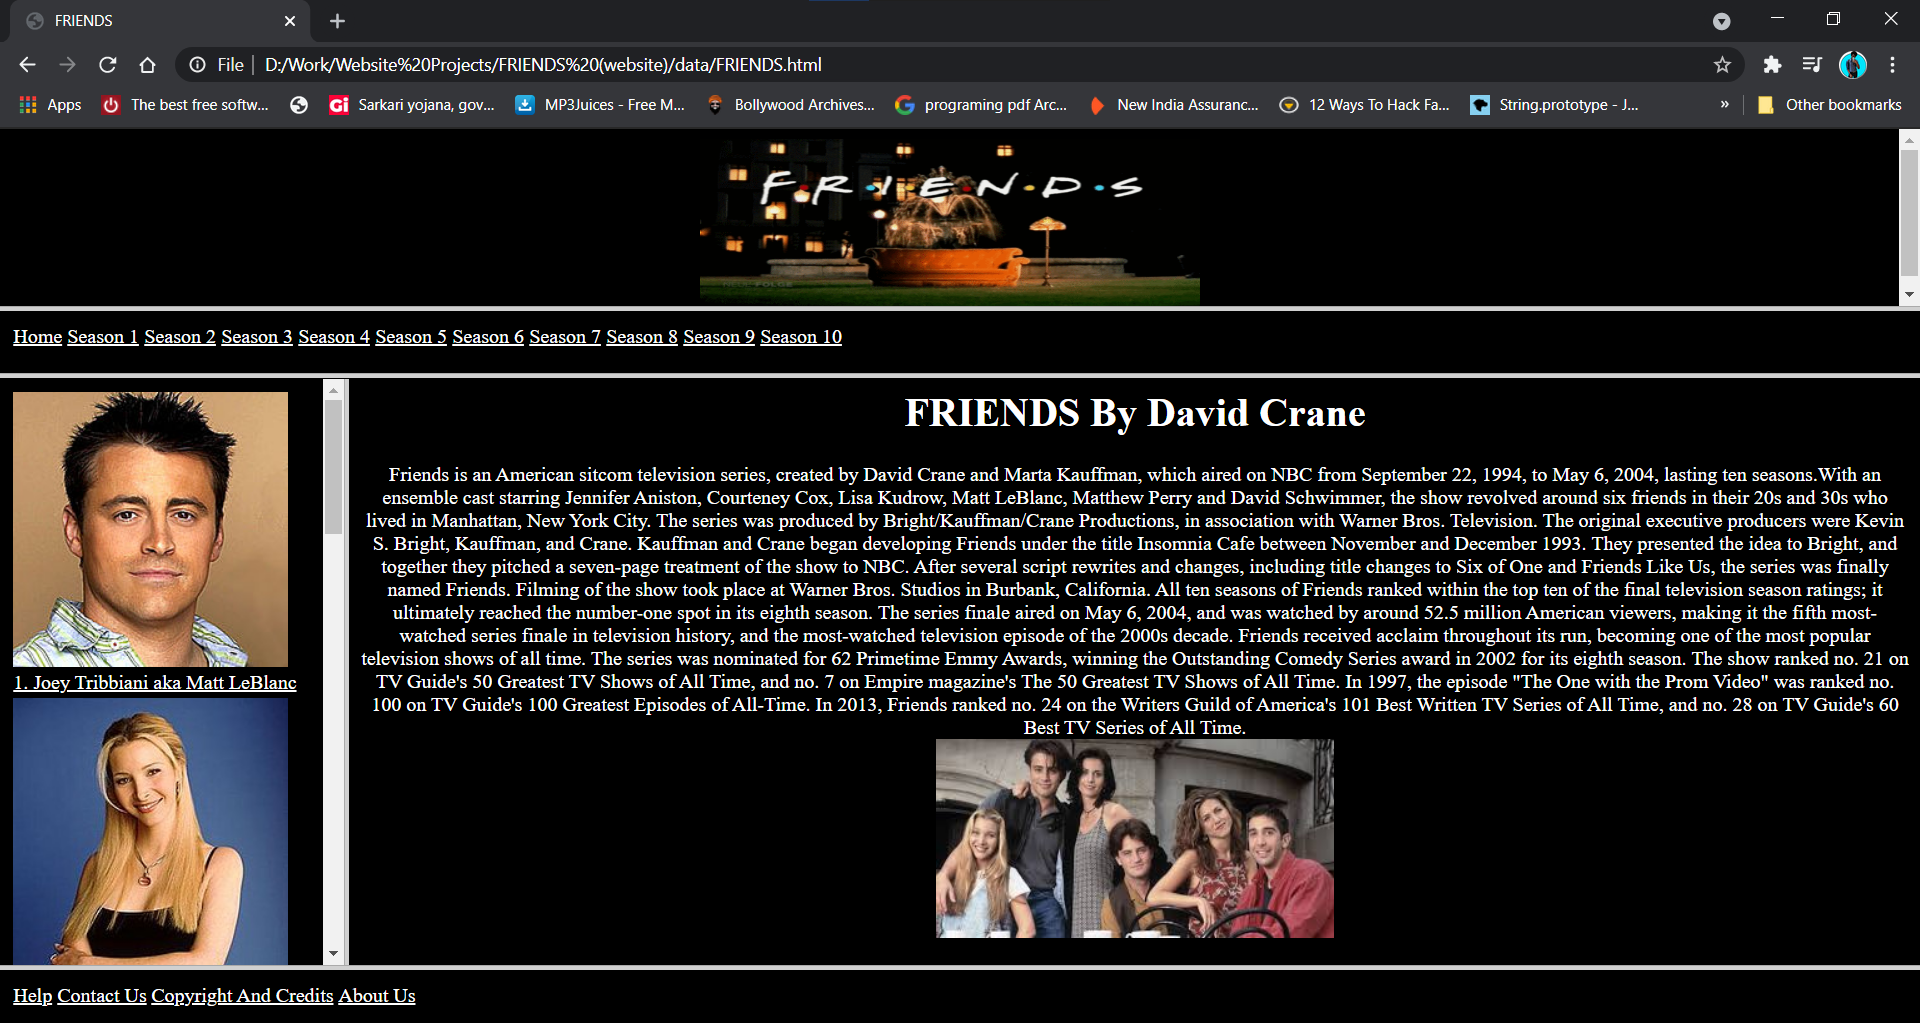 FRIENDS
File
D:/Work/Website%20Projects/FRIENDS%20(website)/data/FRIENDS.html
Apps
The best free softw...
Gi
Sarkari yojana, gov...
MP3Juices - Free M...
Bollywood Archives...
programing pdf Arc...
New India Assuranc...
12 Ways To Hack Fa...
String.prototype - J...
»
Other bookmarks
F•R•I•E•N•D•S
Home Season 1 Season 2 Season 3 Season 4 Season 5 Season 6 Season 7 Season 8 Season 9 Season 10
1. Joey Tribbiani aka Matt LeBlanc
FRIENDS By David Crane
Friends is an American sitcom television series, created by David Crane and Marta Kauffman, which aired on NBC from September 22, 1994, to May 6, 2004, lasting ten seasons.With an
ensemble cast starring Jennifer Aniston, Courteney Cox, Lisa Kudrow, Matt LeBlanc, Matthew Perry and David Schwimmer, the show revolved around six friends in their 20s and 30s who
lived in Manhattan, New York City. The series was produced by Bright/Kauffman/Crane Productions, in association with Warner Bros. Television. The original executive producers were Kevin
S. Bright, Kauffman, and Crane. Kauffman and Crane began developing Friends under the title Insomnia Cafe between November and December 1993. They presented the idea to Bright, and
together they pitched a seven-page treatment of the show to NBC. After several script rewrites and changes, including title changes to Six of One and Friends Like Us, the series was finally
named Friends. Filming of the show took place at Warner Bros. Studios in Burbank, California. All ten seasons of Friends ranked within the top ten of the final television season ratings; it
ultimately reached the number-one spot in its eighth season. The series finale aired on May 6, 2004, and was watched by around 52.5 million American viewers, making it the fifth most-
watched series finale in television history, and the most-watched television episode of the 2000s decade. Friends received acclaim throughout its run, becoming one of the most popular
television shows of all time. The series was nominated for 62 Primetime Emmy Awards, winning the Outstanding Comedy Series award in 2002 for its eighth season. The show ranked no. 21 on
TV Guide's 50 Greatest TV Shows of All Time, and no. 7 on Empire magazine's The 50 Greatest TV Shows of All Time. In 1997, the episode "The One with the Prom Video" was ranked no.
100 on TV Guide's 100 Greatest Episodes of All-Time. In 2013, Friends ranked no. 24 on the Writers Guild of America's 101 Best Written TV Series of All Time, and no. 28 on TV Guide's 60
Best TV Series of All Time.
Help Contact Us Copyright And Credits About Us